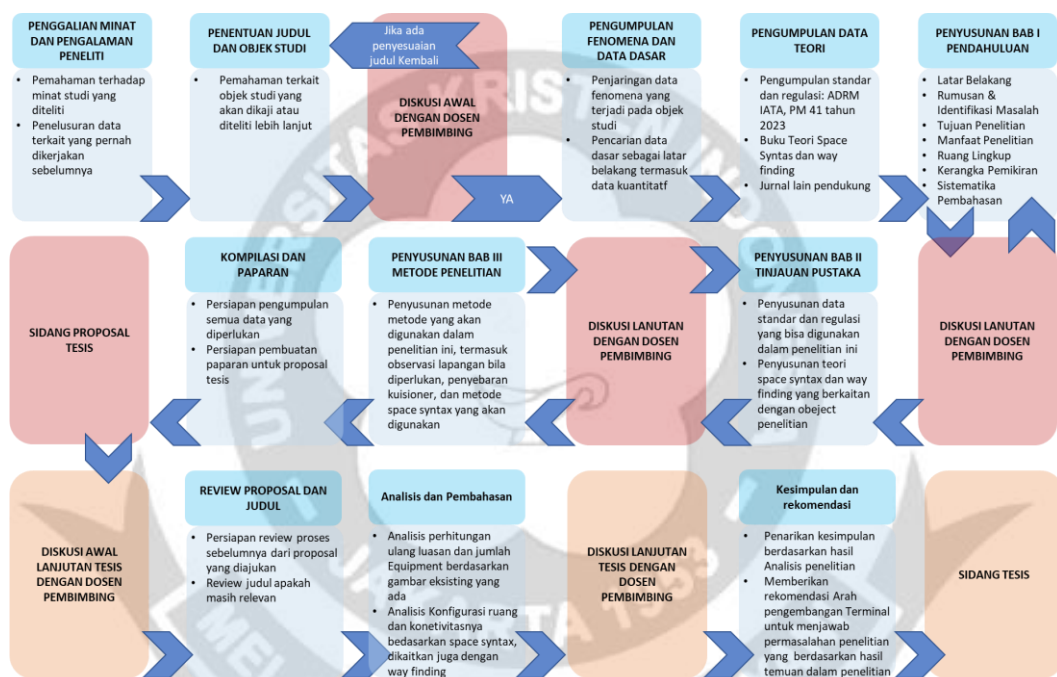 PENGGALIAN MINAT
DAN PENGALAMAN
PENELITI
• Pemahaman terhadap
minat studi yang
diteliti
• Penelusuran data
terkait yang pernah
dikerjakan
sebelumnya
PENENTUAN JUDUL
DAN OBJEK STUDI
• Pemahaman terkait
objek studi yang
akan dikaji atau
diteliti lebih lanjut
Jika ada
penyesuaian
judul Kembali
DISKUSI AWAL
DENGAN DOSEN
PEMBIMBING
YA
PENGUMPULAN
FENOMENA DAN
DATA DASAR
• Penjaringan data
fenomena yang
terjadi pada objek
studi
• Pencarian data
dasar sebagai latar
belakang termasuk
data kuantitatf
PENGUMPULAN DATA
TEORI
• Pengumpulan standar
dan regulasi: ADRM
IATA, PM 41 tahun
2023
• Buku Teori Space
Syntas dan way
finding
• Jurnal lain pendukung
PENYUSUNAN BAB I
PENDAHULUAN
• Latar Belakang
• Rumusan &
Identifikasi Masalah
• Tujuan Penelitian
• Manfaat Penelitian
• Ruang Lingkup
• Kerangka Pemikiran
• Sistematika
Pembahasan
SIDANG PROPOSAL
TESIS
KOMPILASI DAN
PAPARAN
• Persiapan pengumpulan
semua data yang
diperlukan
• Persiapan pembuatan
paparan untuk proposal
tesis
PENYUSUNAN BAB III
METODE PENELITIAN
• Penyusunan metode
metode yang akan
digunakan dalam
penelitian ini, termasuk
observasi lapangan bila
diperlukan, penyebaran
kuisioner, dan metode
space syntax yang akan
digunakan
DISKUSI LANUTAN
DENGAN DOSEN
PEMBIMBING
PENYUSUNAN BAB II
TINJAUAN PUSTAKA
• Penyusunan data
standar dan regulasi
yang bisa digunakan
dalam penelitian ini
• Penyusunan teori
space syntax dan way
finding yang berkaitan
dengan obeject
penelitian
DISKUSI LANUTAN
DENGAN DOSEN
PEMBIMBING
DISKUSI AWAL
LANJUTAN TESIS
DENGAN DOSEN
PEMBIMBING
REVIEW PROPOSAL DAN
JUDUL
• Persiapan review proses
sebelumnya dari proposal
yang diajukan
• Review judul apakah
masih relevan
Analisis dan Pembahasan
• Analisis perhitungan
ulang luasan dan jumlah
Equipment berdasarkan
gambar eksisting yang
ada
• Analisis Konfigurasi ruang
dan konetivitasnya
bedasarkan space syntax,
dikaitkan juga dengan
way finding
DISKUSI LANJUTAN
TESIS DENGAN
DOSEN
PEMBIMBING
Kesimpulan dan
rekomendasi
• Penarikan kesimpulan
berdasarkan hasil
Analisis penelitian
• Memberikan
rekomendasi Arah
pengembangan Terminal
untuk menjawab
permasalahan penelitian
yang berdasarkan hasil
temuan dalam penelitian
SIDANG TESIS